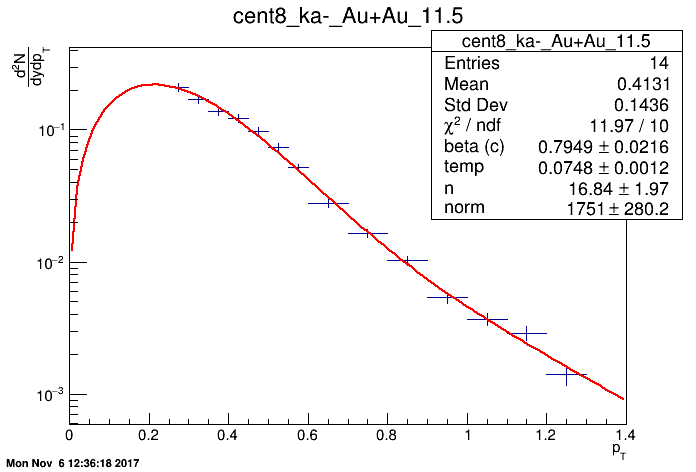 cent8_ka-_Au+Au_11.5
d²N
dydp_T
cent8_ka-_Au+Au_11.5
Entries 14
Mean 0.4131
Std Dev 0.1436
χ² / ndf 11.97 / 10
beta (c) 0.7949 ± 0.0216
temp 0.0748 ± 0.0012
n 16.84 ± 1.97
norm 1751 ± 280.2
10⁻¹
10⁻²
10⁻³
0 0.2 0.4 0.6 0.8 1 1.2 1.4
p_T
Mon Nov 6 12:36:18 2017